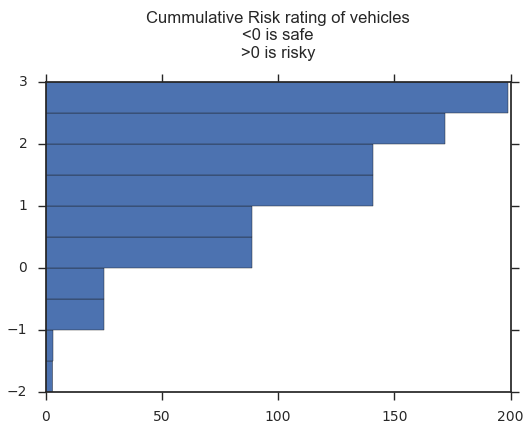 Cummulative Risk rating of vehicles
<0 is safe
>0 is risky
3
2
1
0
−1
−2
0 50 100 150 200